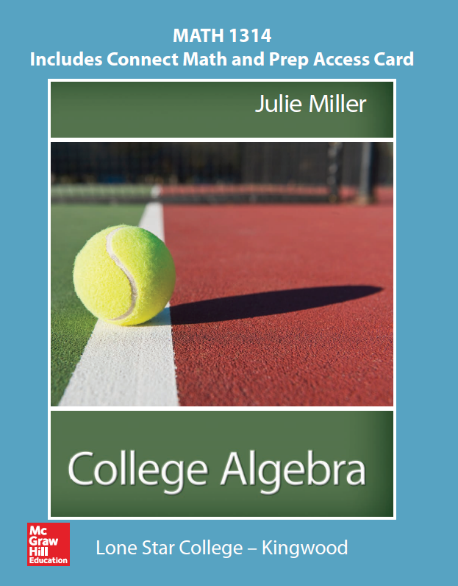 MATH 1314
Includes Connect Math and Prep Access Card
Julie Miller
College Algebra
Mc
Graw
Hill
Education
Lone Star College – Kingwood